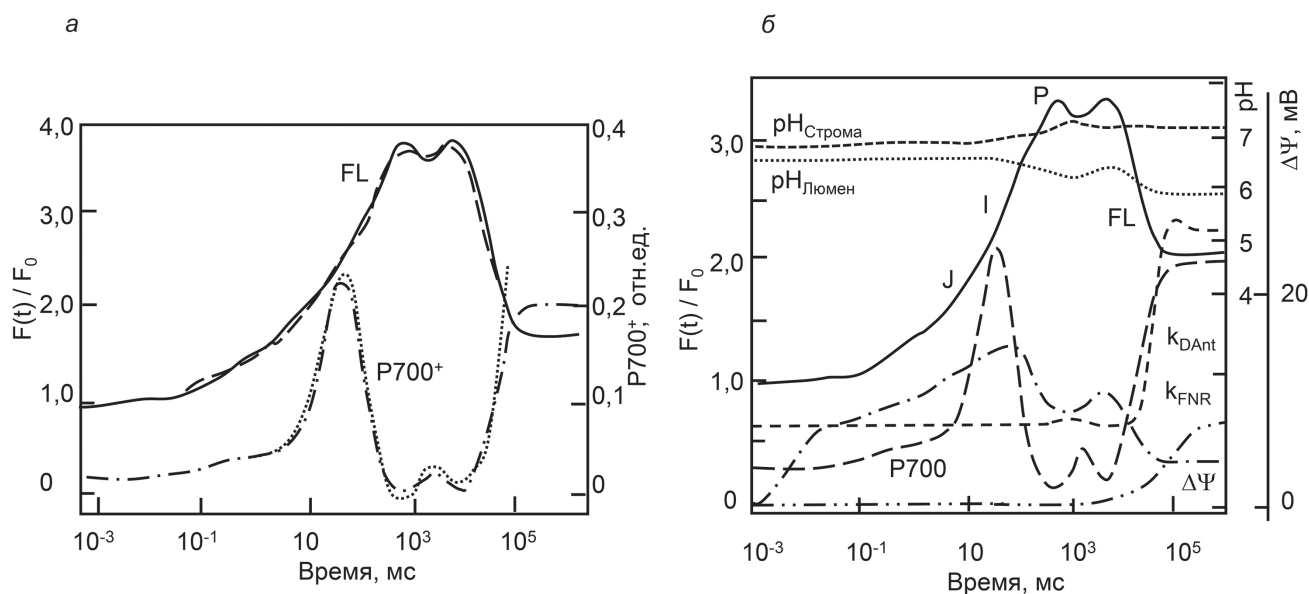 а
4,0
3,0
2,0
1,0
0
F(t) / F0
FL
P700+
0,4
0,3
0,2
0,1
0
P700+, отн.ед.
10-3
10-1
10
103
105
Время, мс
б
3,0
2,0
1,0
0
F(t) / F0
pHСтрома
pHЛюмен
P
I
J
FL
P700
kDAnt
kFNR
ΔΨ
pH
7
6
5
4
ΔΨ, мВ
20
0
10-3
10-1
10
103
105
Время, мс